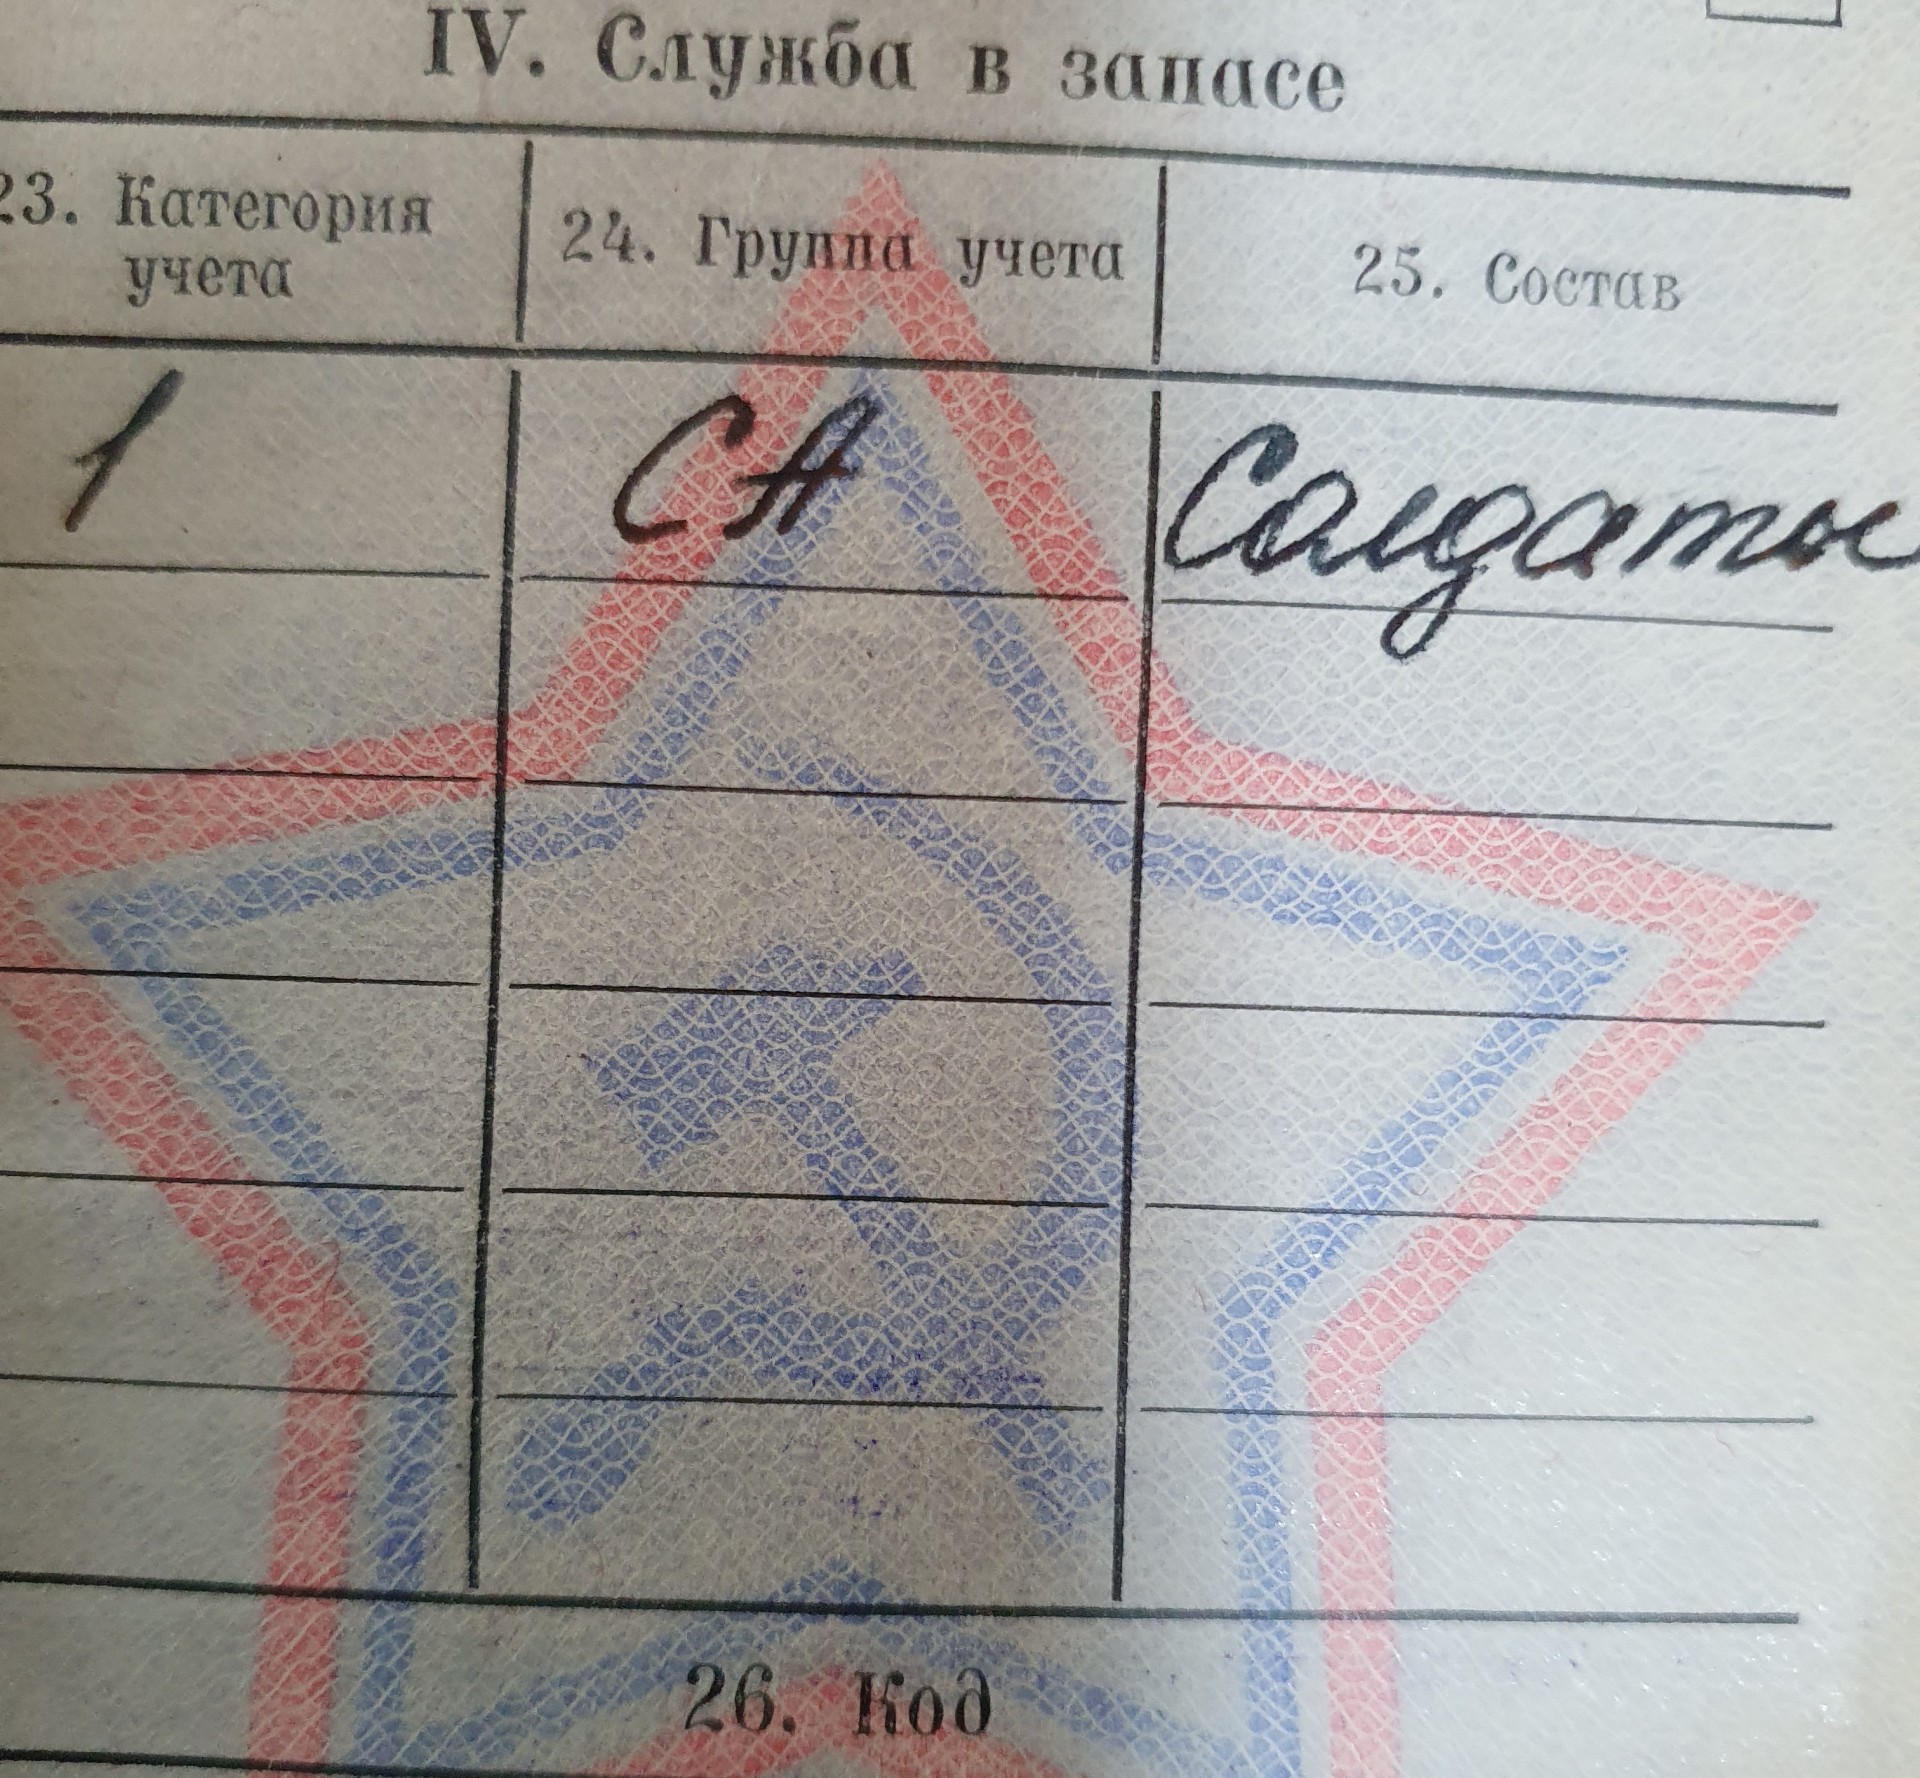 IV. Служба в запасе
23. Категория учета
24. Группа учета
25. Состав
1
СА
Солдаты
26. Код